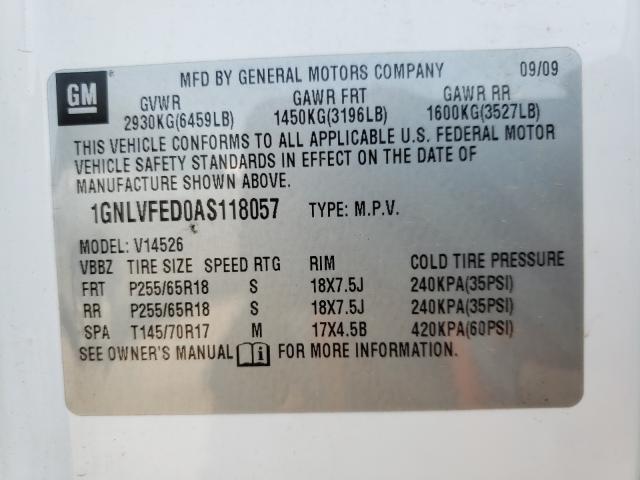 GM
MFD BY GENERAL MOTORS COMPANY 09/09
GVWR GAWR FRT GAWR RR
2930KG(6459LB) 1450KG(3196LB) 1600KG(3527LB)
THIS VEHICLE CONFORMS TO ALL APPLICABLE U.S. FEDERAL MOTOR
VEHICLE SAFETY STANDARDS IN EFFECT ON THE DATE OF
MANUFACTURE SHOWN ABOVE.
1GNLVFED0AS118057 TYPE: M.P.V.
MODEL: V14526
VBBZ TIRE SIZE SPEED RTG RIM COLD TIRE PRESSURE
FRT P255/65R18 S 18X7.5J 240KPA(35PSI)
RR P255/65R18 S 18X7.5J 240KPA(35PSI)
SPA T145/70R17 M 17X4.5B 420KPA(60PSI)
SEE OWNER'S MANUAL FOR MORE INFORMATION.